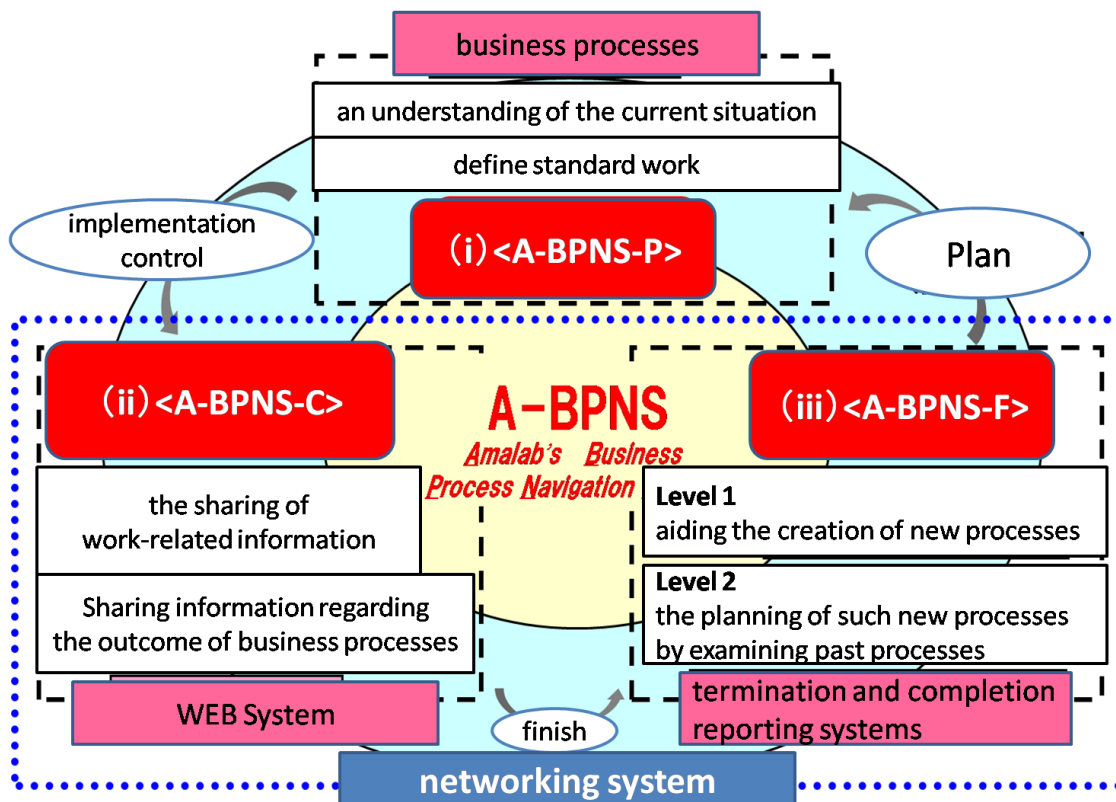 business processes
an understanding of the current situation
define standard work
implementation
control
(i)<A-BPNS-P>
Plan
(ii)<A-BPNS-C>
A-BPNS
Amalab's Business
Process Navigation
(iii)<A-BPNS-F>
the sharing of
work-related information
Sharing information regarding
the outcome of business processes
WEB System
Level 1
aiding the creation of new processes
Level 2
the planning of such new processes
by examining past processes
termination and completion
reporting systems
finish
networking system